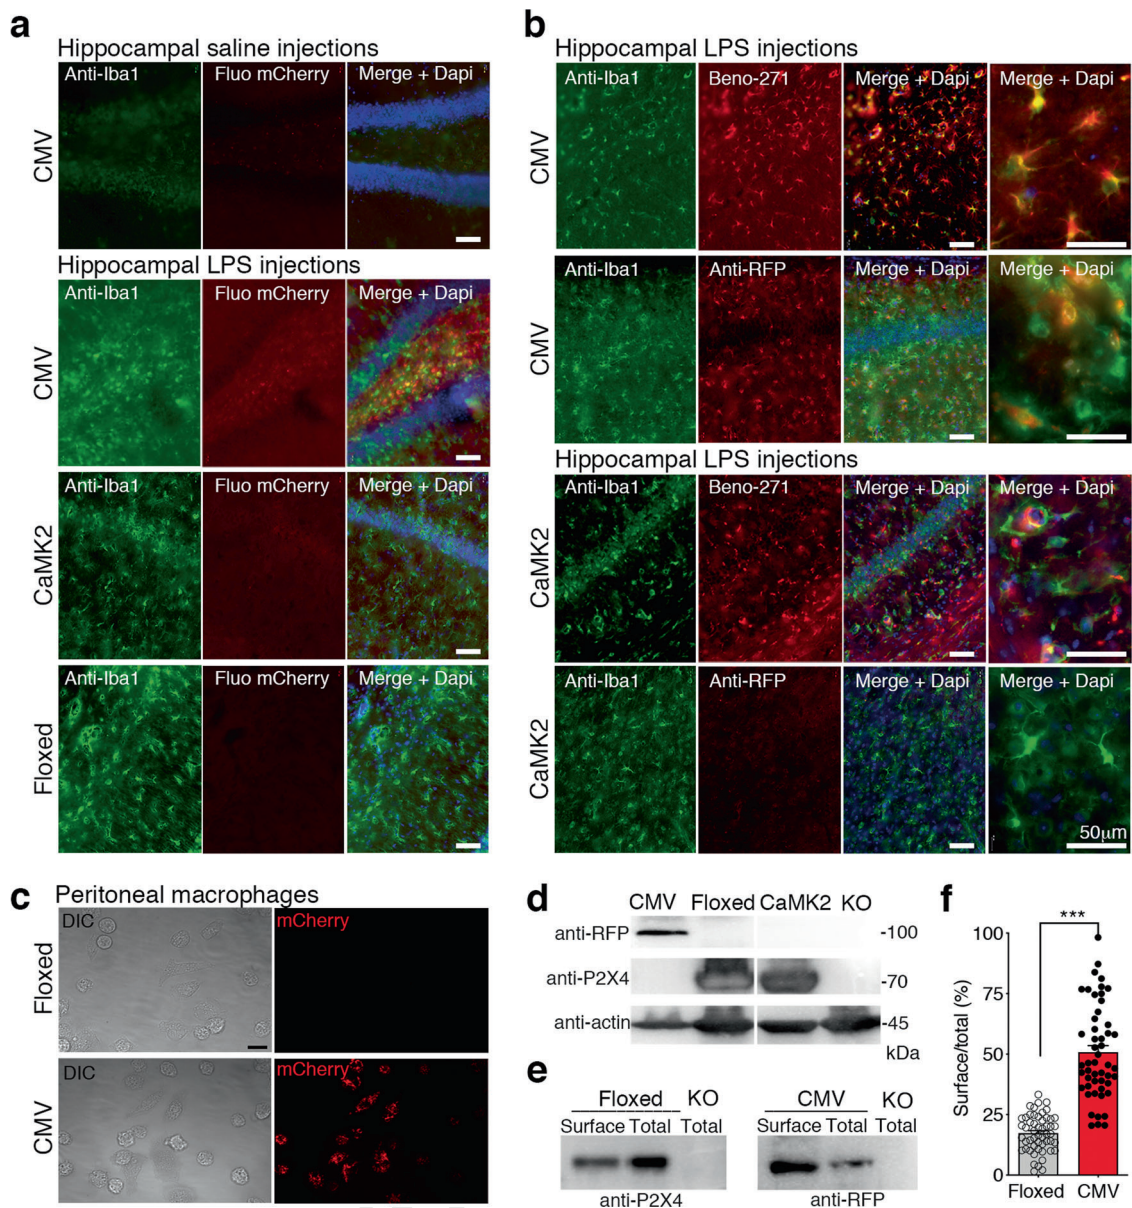 a
Hippocampal saline injections
CMV
Anti-Iba1 Fluo mCherry Merge + Dapi
Hippocampal LPS injections
CMV
Anti-Iba1 Fluo mCherry Merge + Dapi
CaMK2
Anti-Iba1 Fluo mCherry Merge + Dapi
Floxed
Anti-Iba1 Fluo mCherry Merge + Dapi
b
Hippocampal LPS injections
CMV
Anti-Iba1 Beno-271 Merge + Dapi Merge + Dapi
CMV
Anti-Iba1 Anti-RFP Merge + Dapi Merge + Dapi
Hippocampal LPS injections
CaMK2
Anti-Iba1 Beno-271 Merge + Dapi Merge + Dapi
CaMK2
Anti-Iba1 Anti-RFP Merge + Dapi Merge + Dapi
50μm
c
Peritoneal macrophages
Floxed
DIC mCherry
CMV
DIC mCherry
d
CMV Floxed CaMK2 KO
anti-RFP -100
anti-P2X4 -70
anti-actin -45
kDa
e
Floxed KO
Surface Total Total
anti-P2X4
CMV KO
Surface Total Total
anti-RFP
f
***
Surface/total (%)
100
75
50
25
0
Floxed CMV